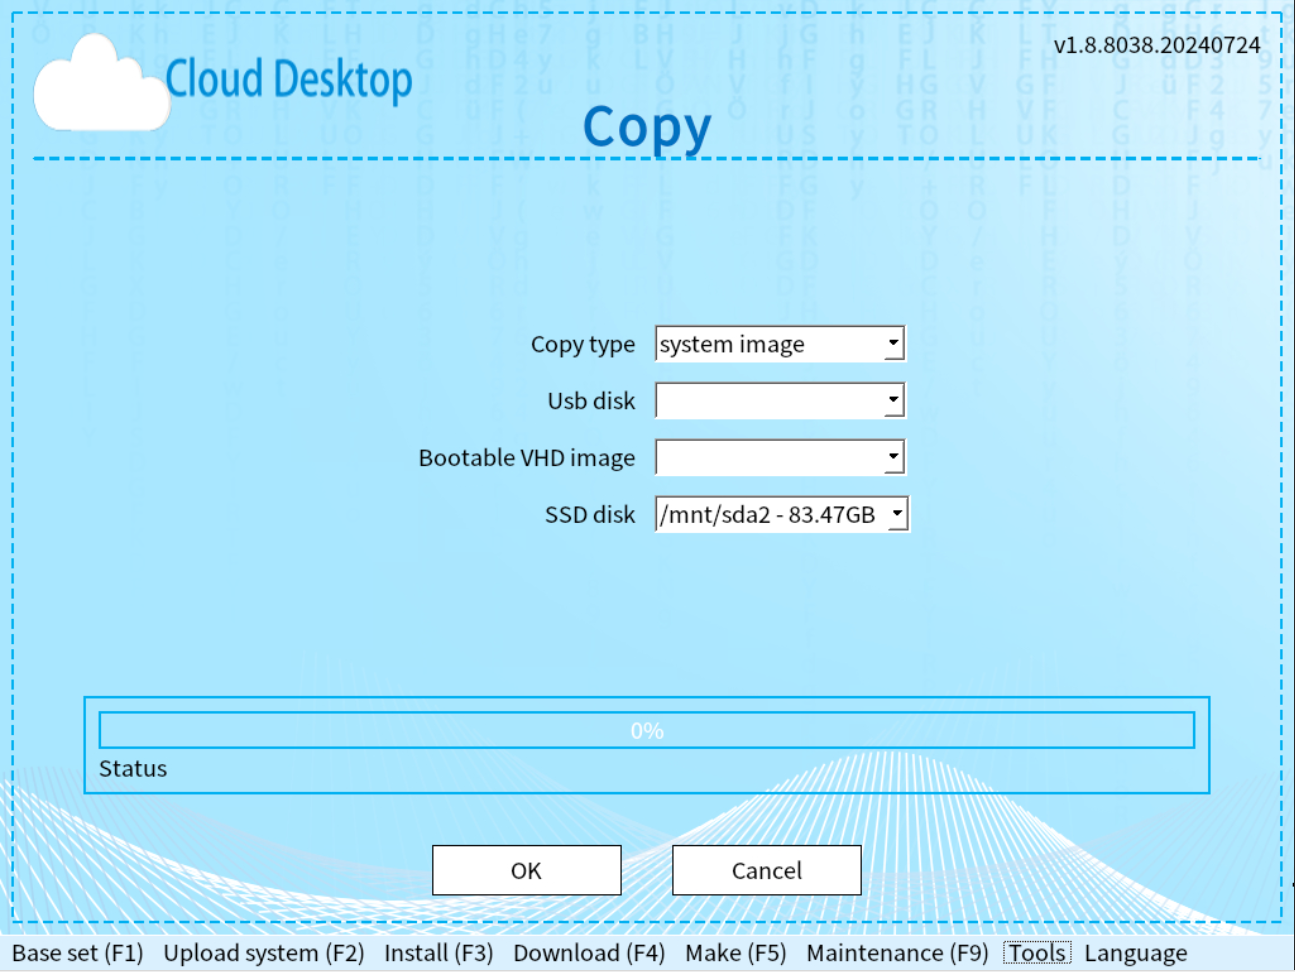 v1.8.8038.20240724
Cloud Desktop
Copy
Copy type system image
Usb disk
Bootable VHD image
SSD disk /mnt/sda2 - 83.47GB
0%
Status
OK Cancel
Base set (F1) Upload system (F2) Install (F3) Download (F4) Make (F5) Maintenance (F9) Tools Language